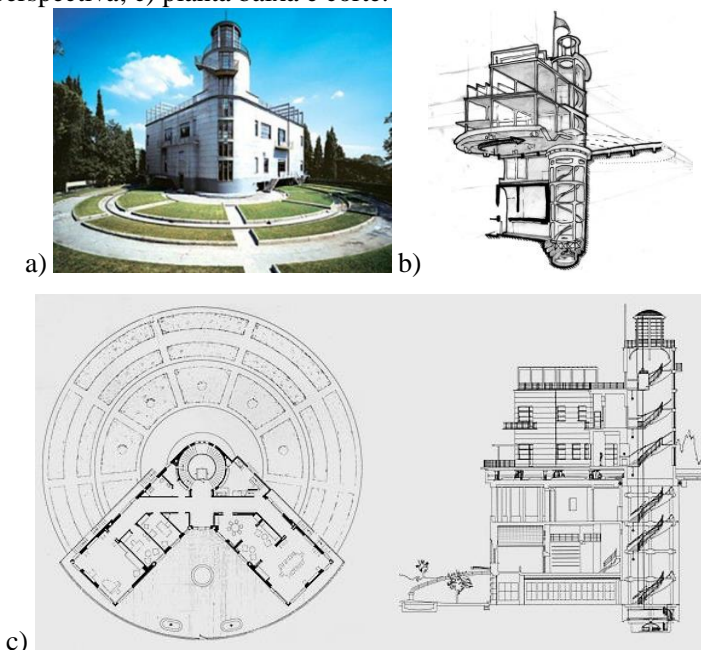 perspectiva; c) planta baixa e corte.
a)
b)
c)